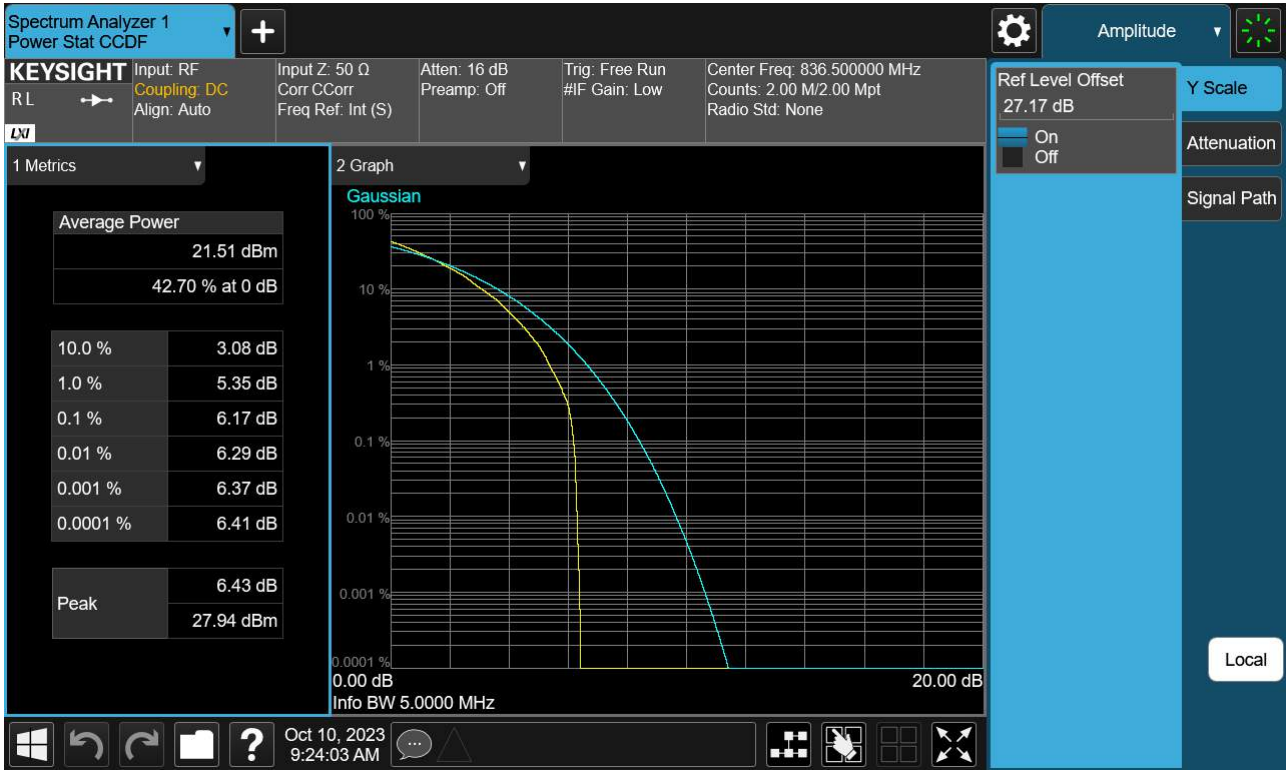 Spectrum Analyzer 1
Power Stat CCDF
+
Amplitude
KEYSIGHT
R L
LXI
Input: RF
Coupling: DC
Align: Auto
Input Z: 50 Ω
Corr CCorr
Freq Ref: Int (S)
Atten: 16 dB
Preamp: Off
Trig: Free Run
#IF Gain: Low
Center Freq: 836.500000 MHz
Counts: 2.00 M/2.00 Mpt
Radio Std: None
Ref Level Offset
27.17 dB
On
Off
Y Scale
Attenuation
Signal Path
Local
1 Metrics
Average Power
21.51 dBm
42.70 % at 0 dB
10.0 % 3.08 dB
1.0 % 5.35 dB
0.1 % 6.17 dB
0.01 % 6.29 dB
0.001 % 6.37 dB
0.0001 % 6.41 dB
Peak
6.43 dB
27.94 dBm
2 Graph
Gaussian
100 %
10 %
1 %
0.1 %
0.01 %
0.001 %
0.0001 %
0.00 dB 20.00 dB
Info BW 5.0000 MHz
?
Oct 10, 2023
9:24:03 AM